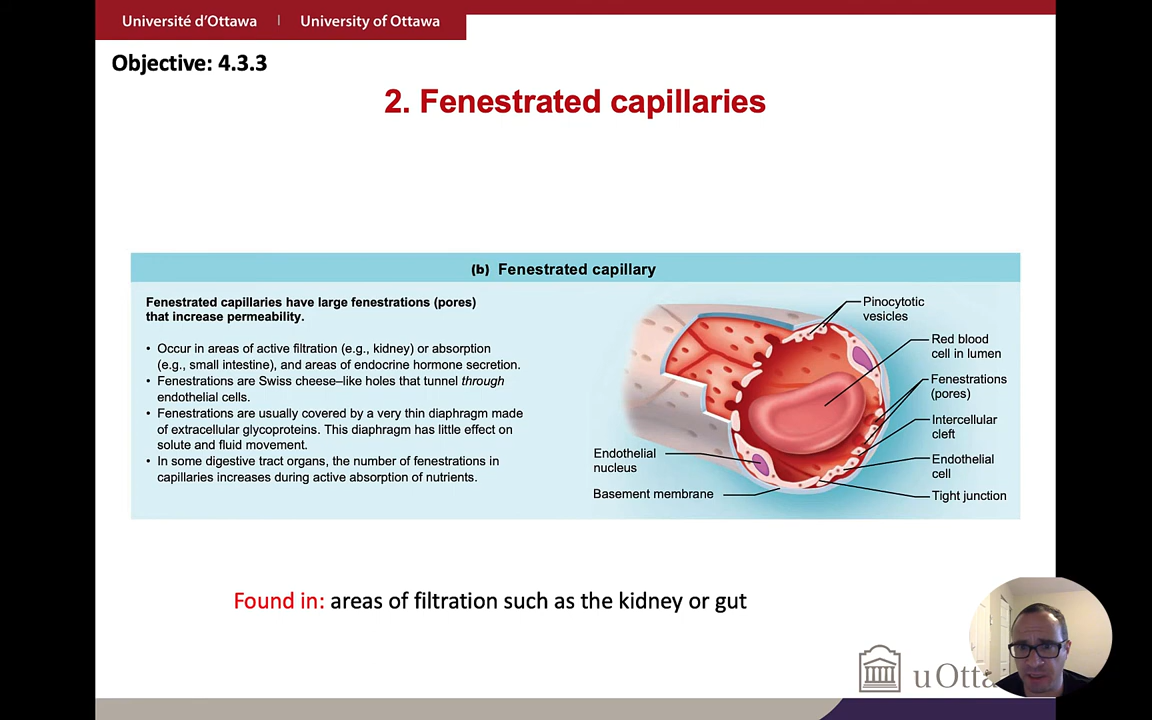 Université d'Ottawa | University of Ottawa
Objective: 4.3.3
2. Fenestrated capillaries
(b) Fenestrated capillary
Fenestrated capillaries have large fenestrations (pores)
that increase permeability.
• Occur in areas of active filtration (e.g., kidney) or absorption
(e.g., small intestine), and areas of endocrine hormone secretion.
• Fenestrations are Swiss cheese–like holes that tunnel through
endothelial cells.
• Fenestrations are usually covered by a very thin diaphragm made
of extracellular glycoproteins. This diaphragm has little effect on
solute and fluid movement.
• In some digestive tract organs, the number of fenestrations in
capillaries increases during active absorption of nutrients.
Pinocytotic
vesicles
Red blood
cell in lumen
Fenestrations
(pores)
Intercellular
cleft
Endothelial
cell
Tight junction
Endothelial
nucleus
Basement membrane
Found in: areas of filtration such as the kidney or gut